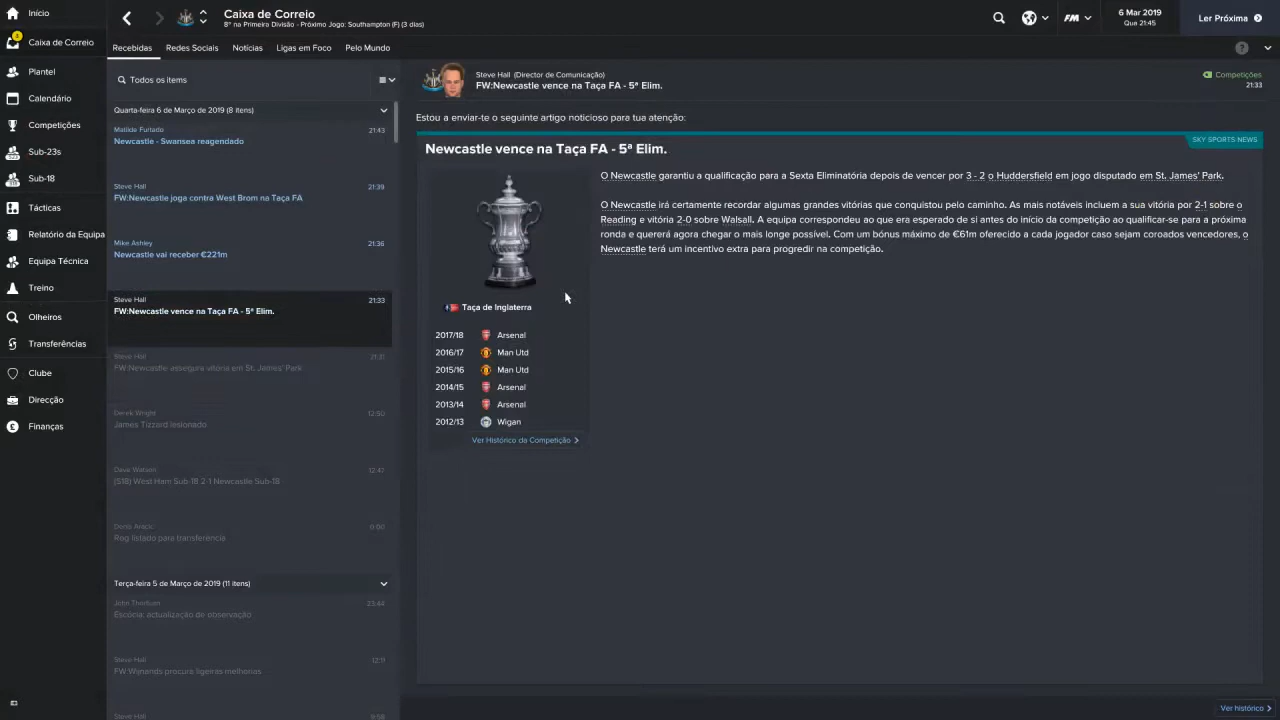 Início
Caixa de Correio
Plantel
Calendário
Competições
Sub-23s
Sub-18
Tácticas
Relatório da Equipa
Equipa Técnica
Treino
Olheiros
Transferências
Clube
Direcção
Finanças
Caixa de Correio
8º na Primeira Divisão - Próximo Jogo: Southampton (F) (3 dias)
FM
6 Mar 2019
Qua 21:45
Ler Próxima
Recebidas
Redes Sociais
Notícias
Ligas em Foco
Pelo Mundo
Todos os items
Quarta-feira 6 de Março de 2019 (8 itens)
Matilde Furtado 21:43
Newcastle - Swansea reagendado
Steve Hall 21:39
FW:Newcastle joga contra West Brom na Taça FA
Mike Ashley 21:36
Newcastle vai receber €221m
Steve Hall 21:33
FW:Newcastle vence na Taça FA - 5ª Elim.
Steve Hall 21:31
FW:Newcastle assegura vitória em St. James' Park
Derek Wright 12:50
James Tizzard lesionado
Dave Watson 12:47
(S18) West Ham Sub-18 2-1 Newcastle Sub-18
0:00
Rog listado para transferência
Terça-feira 5 de Março de 2019 (11 itens)
23:44
Escócia: actualização de observação
Steve Hall 12:11
FW:Wijnands procura ligeiras melhorias
Steve Hall 9:58
Steve Hall (Director de Comunicação)
FW:Newcastle vence na Taça FA - 5ª Elim.
Competições
21:33
Estou a enviar-te o seguinte artigo noticioso para tua atenção:
SKY SPORTS NEWS
Newcastle vence na Taça FA - 5ª Elim.
Taça de Inglaterra
2017/18 Arsenal
2016/17 Man Utd
2015/16 Man Utd
2014/15 Arsenal
2013/14 Arsenal
2012/13 Wigan
Ver Histórico da Competição
O Newcastle garantiu a qualificação para a Sexta Eliminatória depois de vencer por 3 - 2 o Huddersfield em jogo disputado em St. James' Park.
O Newcastle irá certamente recordar algumas grandes vitórias que conquistou pelo caminho. As mais notáveis incluem a sua vitória por 2-1 sobre o
Reading e vitória 2-0 sobre Walsall. A equipa correspondeu ao que era esperado de si antes do início da competição ao qualificar-se para a próxima
ronda e quererá agora chegar o mais longe possível. Com um bónus máximo de €61m oferecido a cada jogador caso sejam coroados vencedores, o
Newcastle terá um incentivo extra para progredir na competição.
Ver histórico